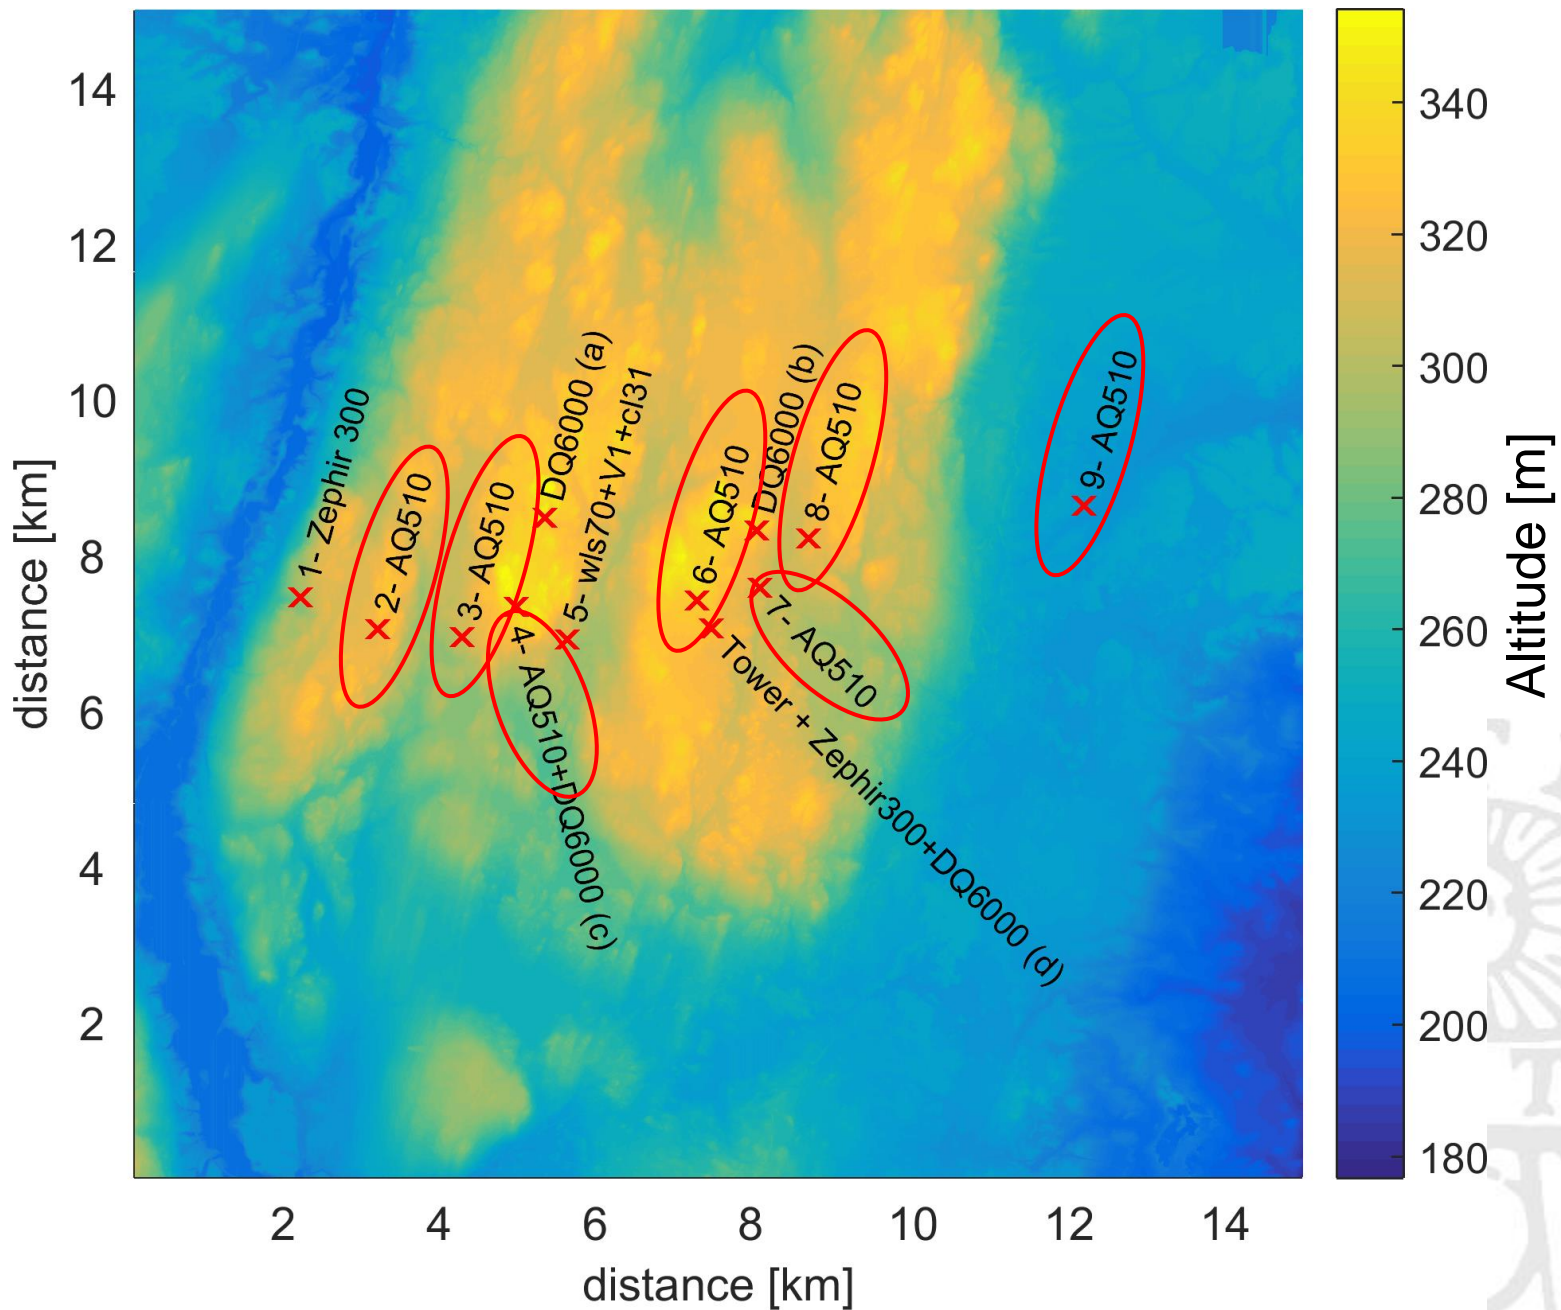 14
12
10
8
6
4
2
distance [km]
1- Zephir 300
2- AQ510
3- AQ510
DQ6000 (a)
5- wls70+V1+cl31
4- AQ510+DQ6000 (c)
6- AQ510
DQ6000 (b)
8- AQ510
7- AQ510
Tower + Zephir300+DQ6000 (d)
9- AQ510
2
4
6
8
10
12
14
distance [km]
340
320
300
280
260
240
220
200
180
Altitude [m]